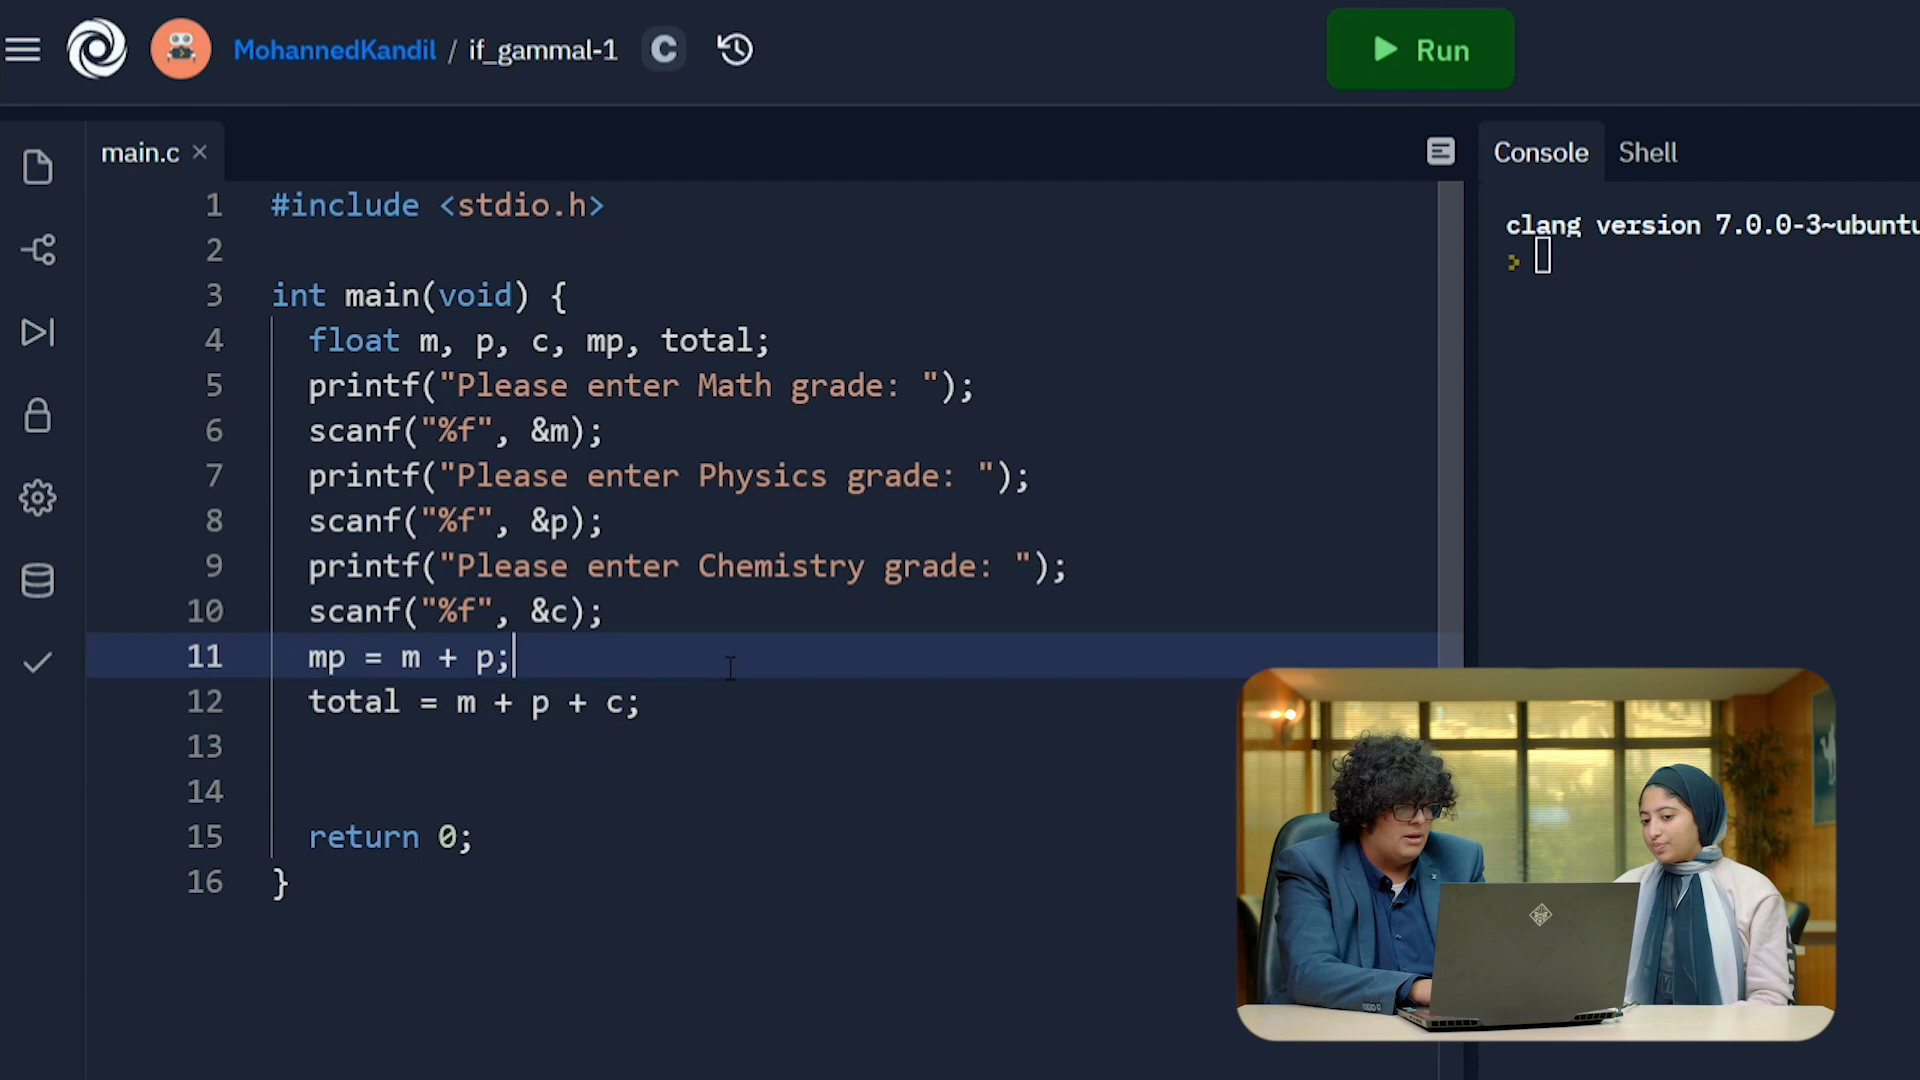 MohannedKandil / if_gammal-1 C
Run
main.c ×
Console Shell
1 #include <stdio.h>
2
3 int main(void) {
4 float m, p, c, mp, total;
5 printf("Please enter Math grade: ");
6 scanf("%f", &m);
7 printf("Please enter Physics grade: ");
8 scanf("%f", &p);
9 printf("Please enter Chemistry grade: ");
10 scanf("%f", &c);
11 mp = m + p;
12 total = m + p + c;
13
14
15 return 0;
16 }
clang version 7.0.0-3~ubuntu